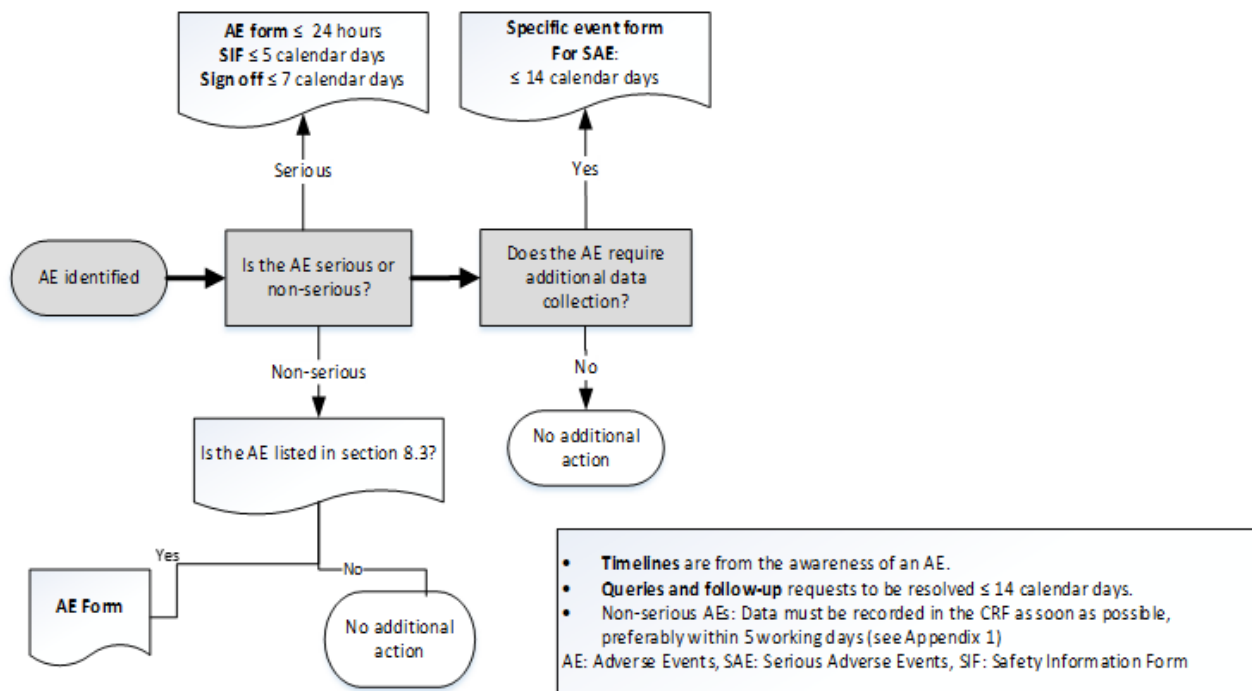 AE form ≤ 24 hours
SIF ≤ 5 calendar days
Sign off ≤ 7 calendar days
Specific event form
For SAE:
≤ 14 calendar days
Serious
Yes
AE identified
Is the AE serious or
non-serious?
Does the AE require
additional data
collection?
Non-serious
No
Is the AE listed in section 8.3?
No additional
action
Yes
No
AE Form
No additional
action
• Timelines are from the awareness of an AE.
• Queries and follow-up requests to be resolved ≤ 14 calendar days.
• Non-serious AEs: Data must be recorded in the CRF as soon as possible,
preferably within 5 working days (see Appendix 1)
AE: Adverse Events, SAE: Serious Adverse Events, SIF: Safety Information Form